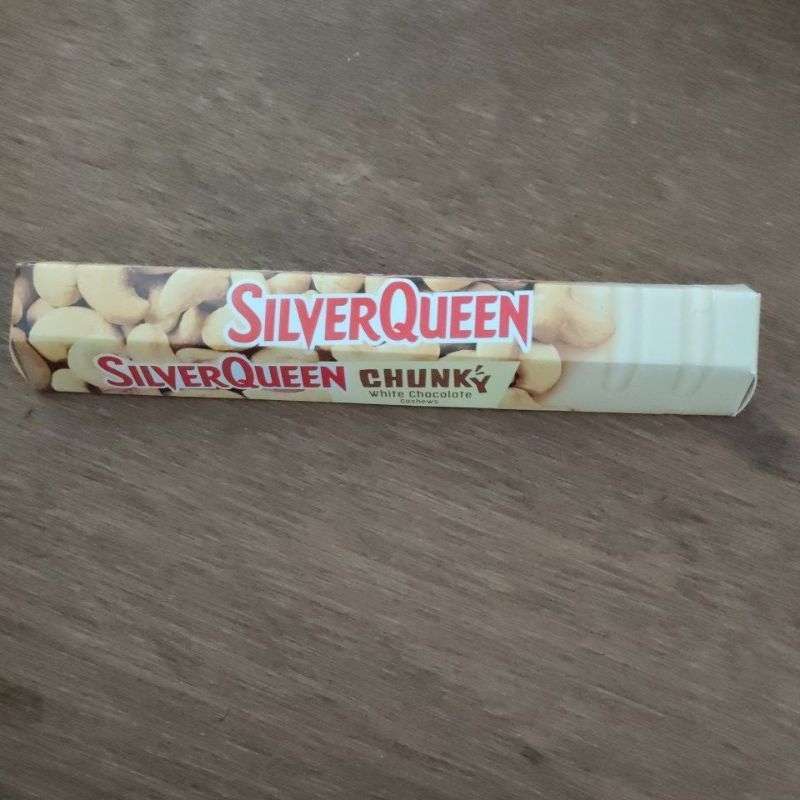 SILVERQUEEN
SILVERQUEEN CHUNKY
White Chocolate
Cashews